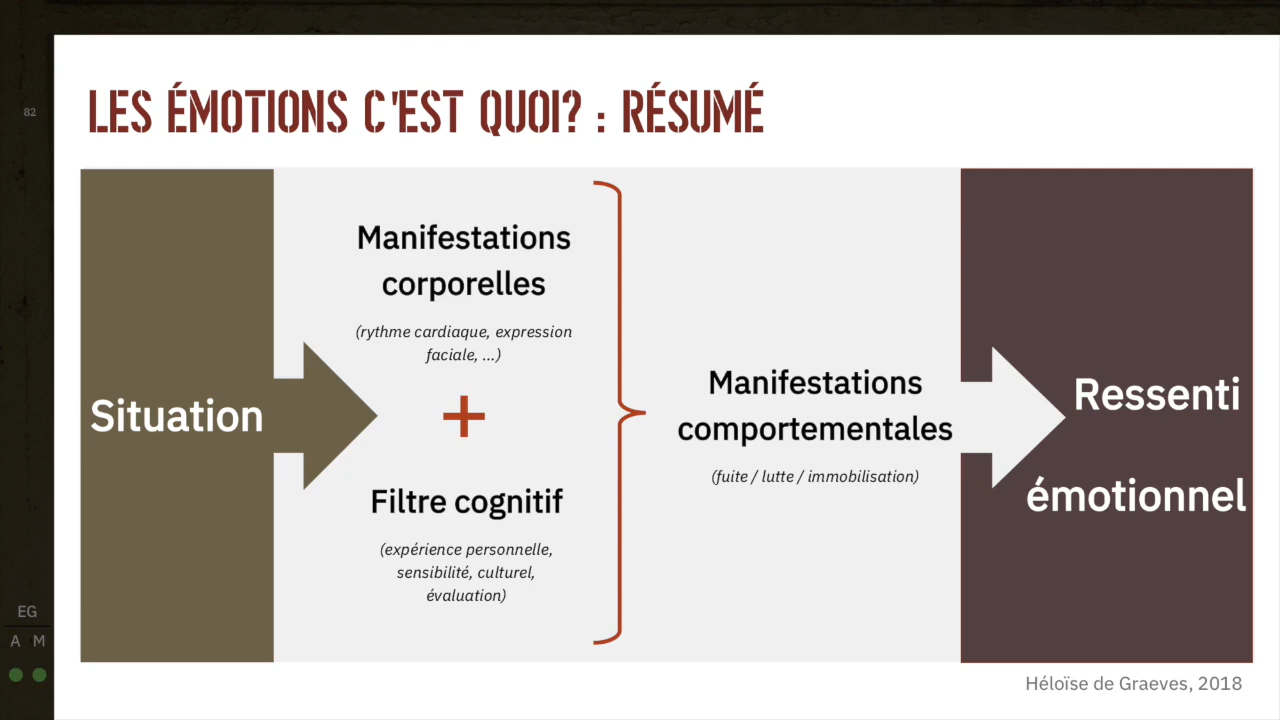 82
LES ÉMOTIONS C'EST QUOI? : RÉSUMÉ
Situation
Manifestations
corporelles
(rythme cardiaque, expression
faciale, ...)
+
Filtre cognitif
(expérience personnelle,
sensibilité, culturel,
évaluation)
Manifestations
comportementales
(fuite / lutte / immobilisation)
Ressenti
émotionnel
EG
A M
Héloïse de Graeves, 2018